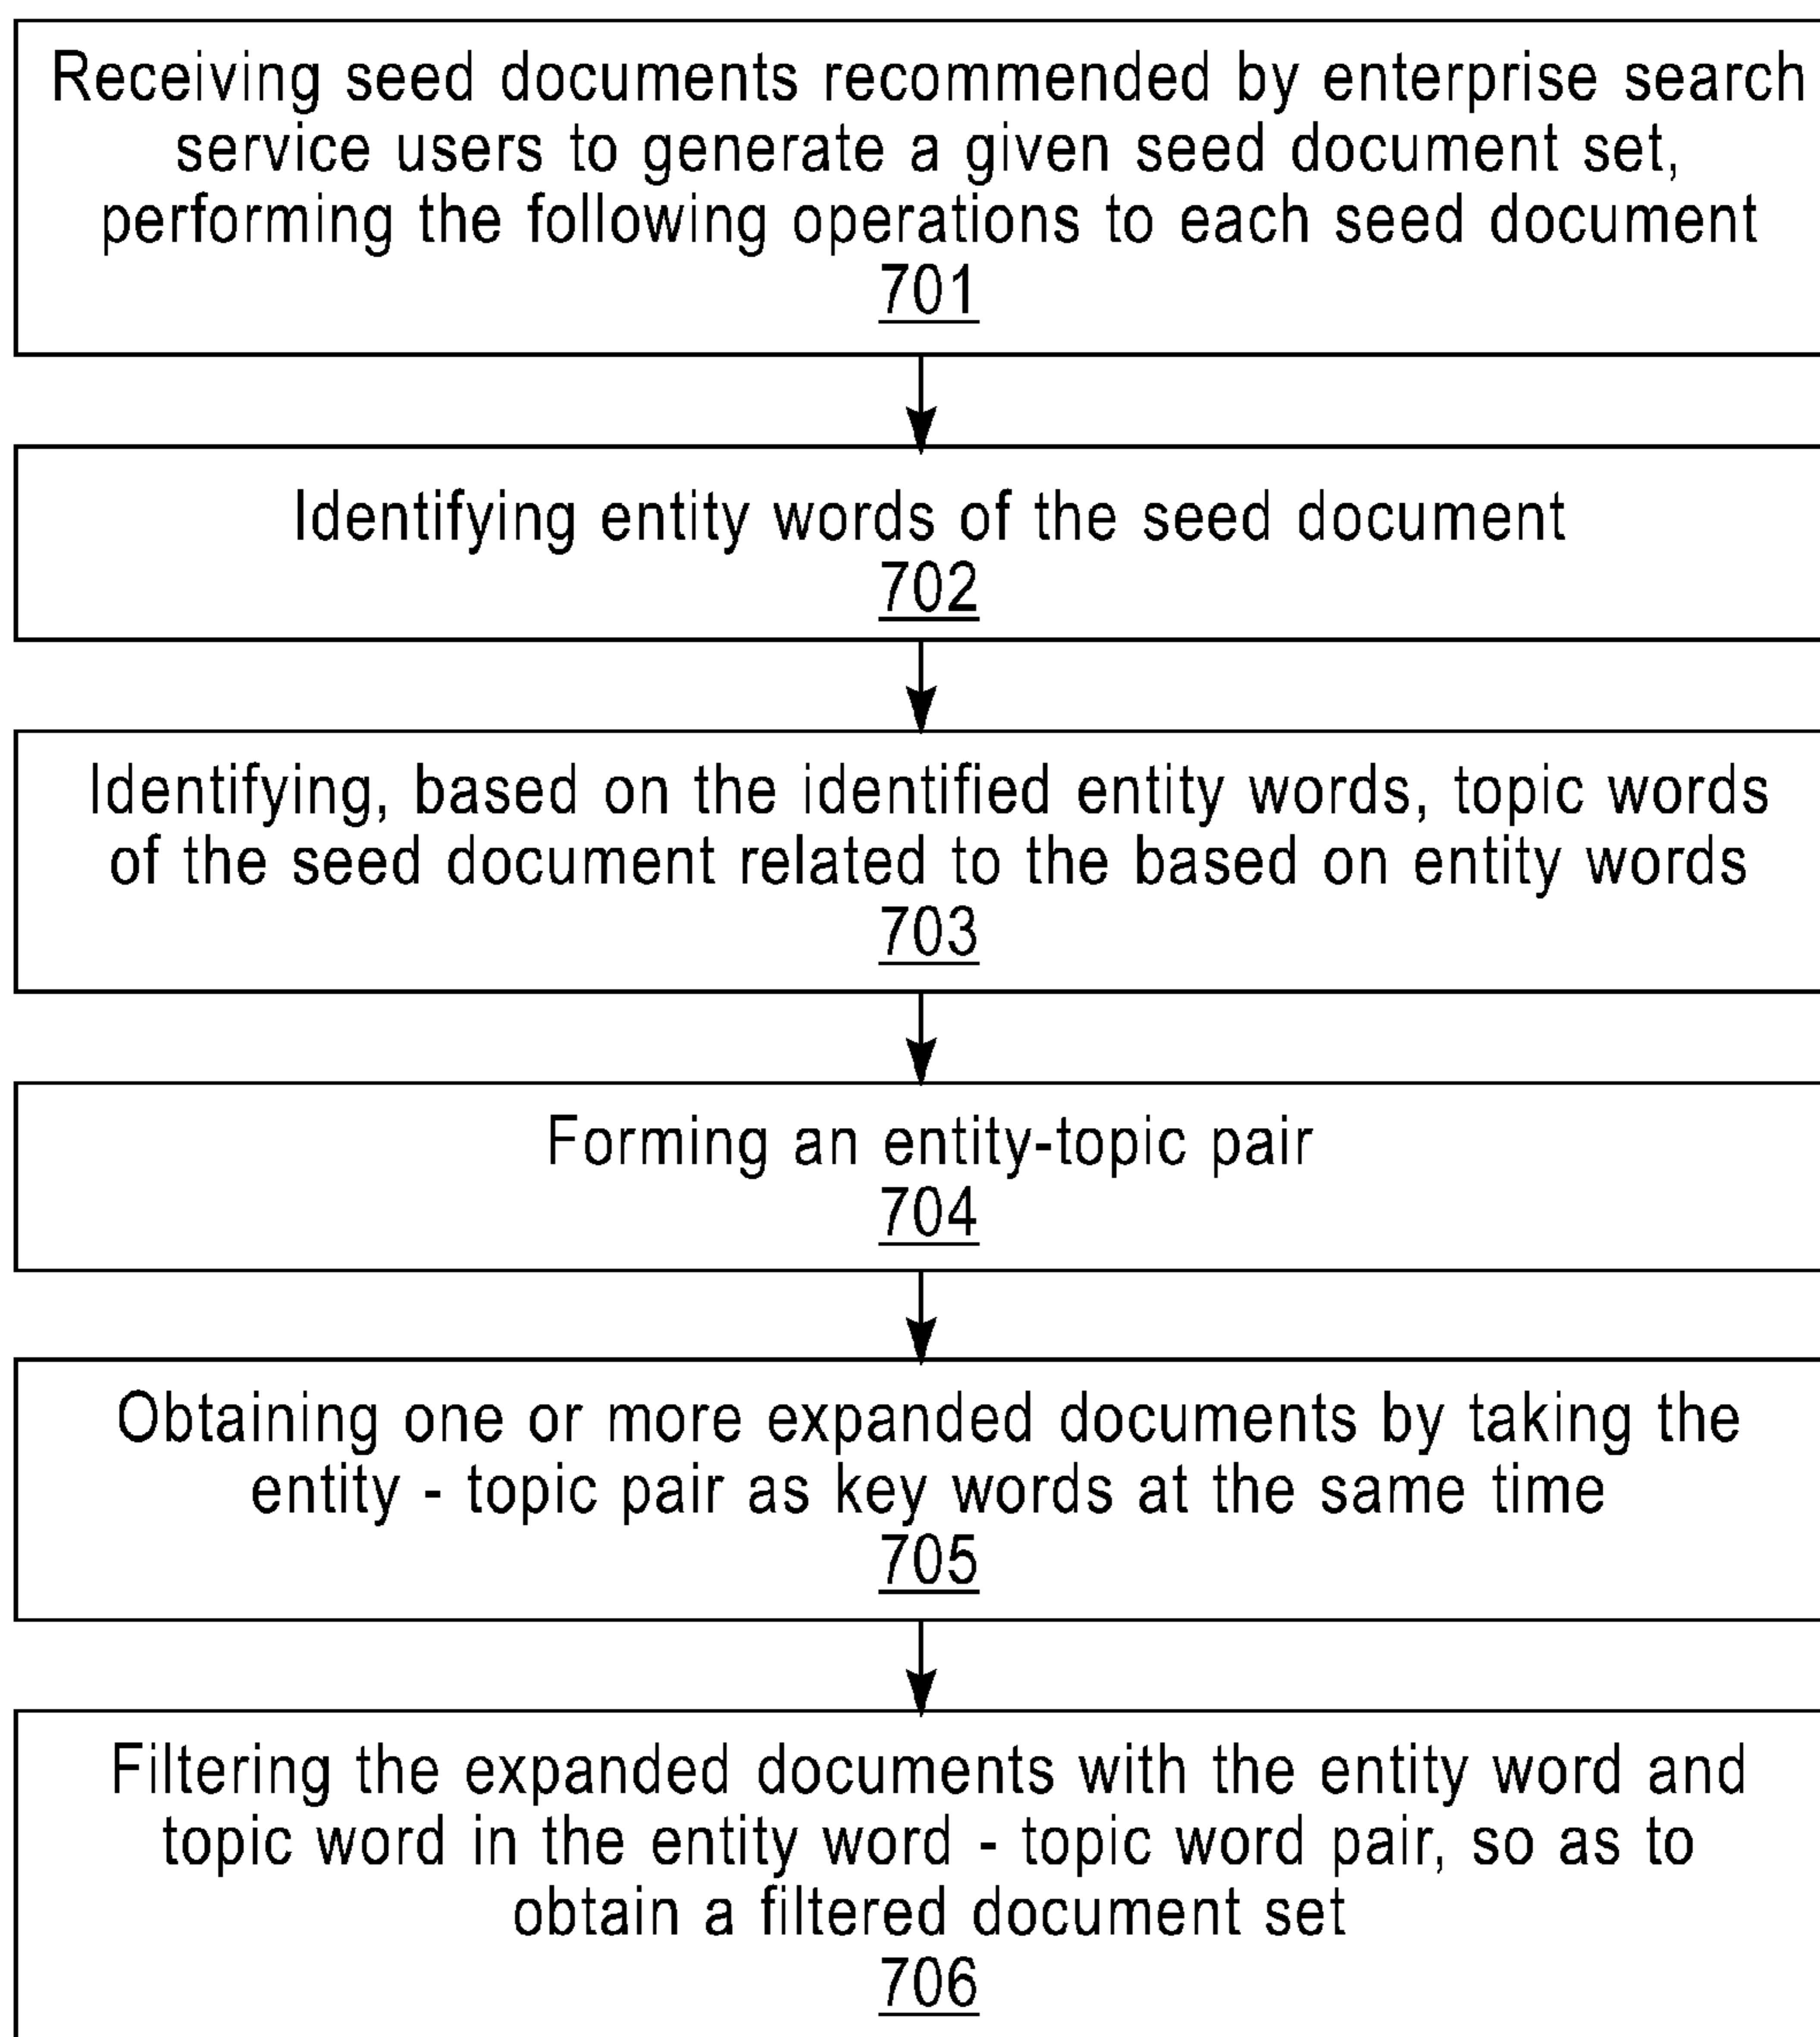 Receiving seed documents recommended by enterprise search
service users to generate a given seed document set,
performing the following operations to each seed document
701
Identifying entity words of the seed document
702
Identifying, based on the identified entity words, topic words
of the seed document related to the based on entity words
703
Forming an entity-topic pair
704
Obtaining one or more expanded documents by taking the
entity - topic pair as key words at the same time
705
Filtering the expanded documents with the entity word and
topic word in the entity word - topic word pair, so as to
obtain a filtered document set
706